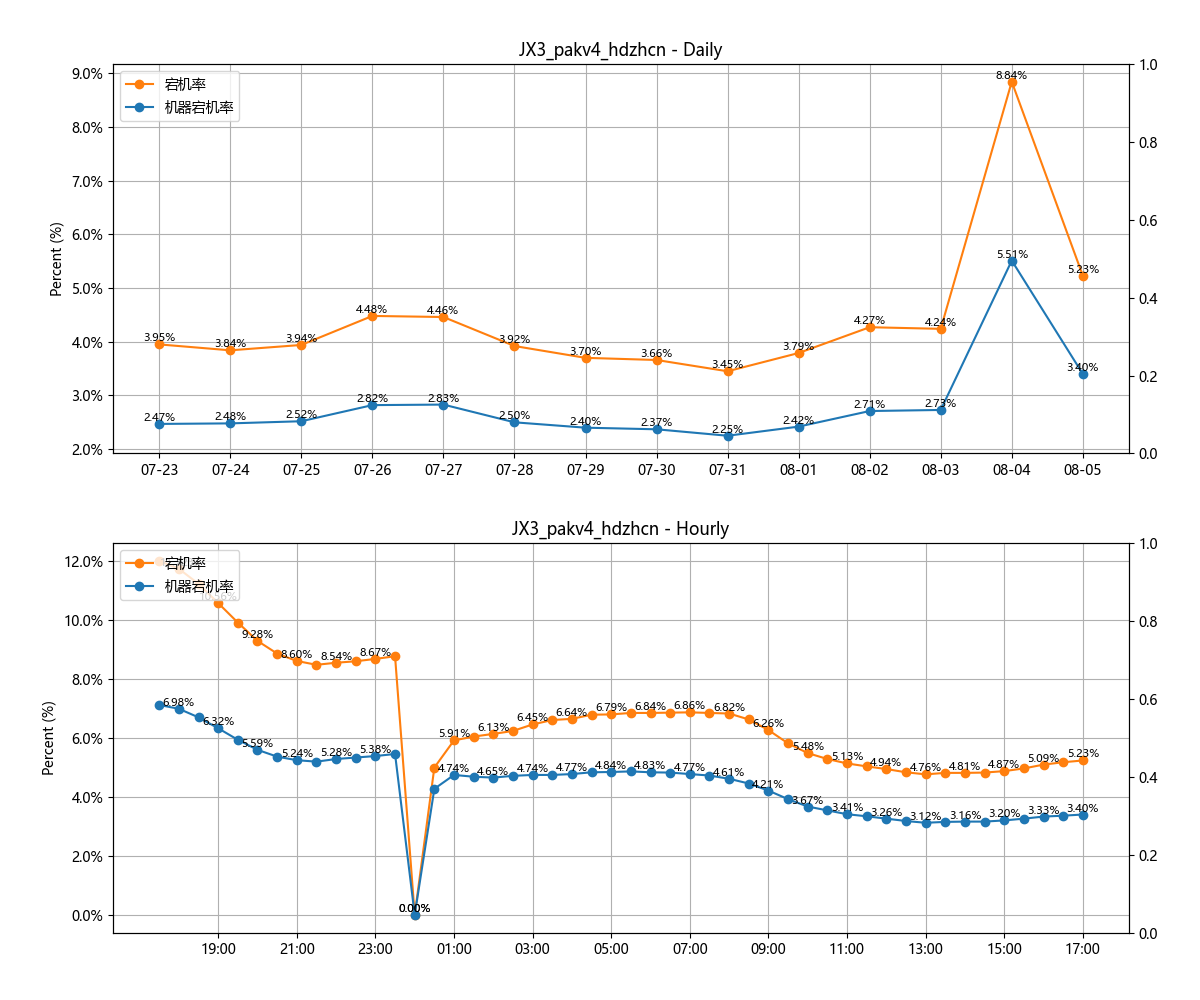 JX3_pakv4_hdzhcn - Daily
9.0%
8.0%
7.0%
6.0%
5.0%
4.0%
3.0%
2.0%
Percent (%)
宕机率
机器宕机率
1.0
0.8
0.6
0.4
0.2
0.0
3.95% 3.84% 3.94% 4.48% 4.46% 3.92% 3.70% 3.66% 3.45% 3.79% 4.27% 4.24% 8.84% 5.23%
2.47% 2.48% 2.52% 2.82% 2.83% 2.50% 2.40% 2.37% 2.25% 2.42% 2.71% 2.73% 5.51% 3.40%
07-23 07-24 07-25 07-26 07-27 07-28 07-29 07-30 07-31 08-01 08-02 08-03 08-04 08-05
JX3_pakv4_hdzhcn - Hourly
12.0%
10.0%
8.0%
6.0%
4.0%
2.0%
0.0%
Percent (%)
宕机率
机器宕机率
1.0
0.8
0.6
0.4
0.2
0.0
10.56% 9.28% 8.60% 8.54% 8.67% 0.00% 5.91% 6.13% 6.45% 6.64% 6.79% 6.84% 6.86% 6.82% 6.26% 5.48% 5.13% 4.94% 4.76% 4.81% 4.87% 5.09% 5.23%
6.98% 6.32% 5.59% 5.24% 5.28% 5.38% 0.00% 4.74% 4.65% 4.74% 4.77% 4.84% 4.83% 4.77% 4.61% 4.21% 3.67% 3.41% 3.26% 3.12% 3.16% 3.20% 3.33% 3.40%
19:00 21:00 23:00 01:00 03:00 05:00 07:00 09:00 11:00 13:00 15:00 17:00